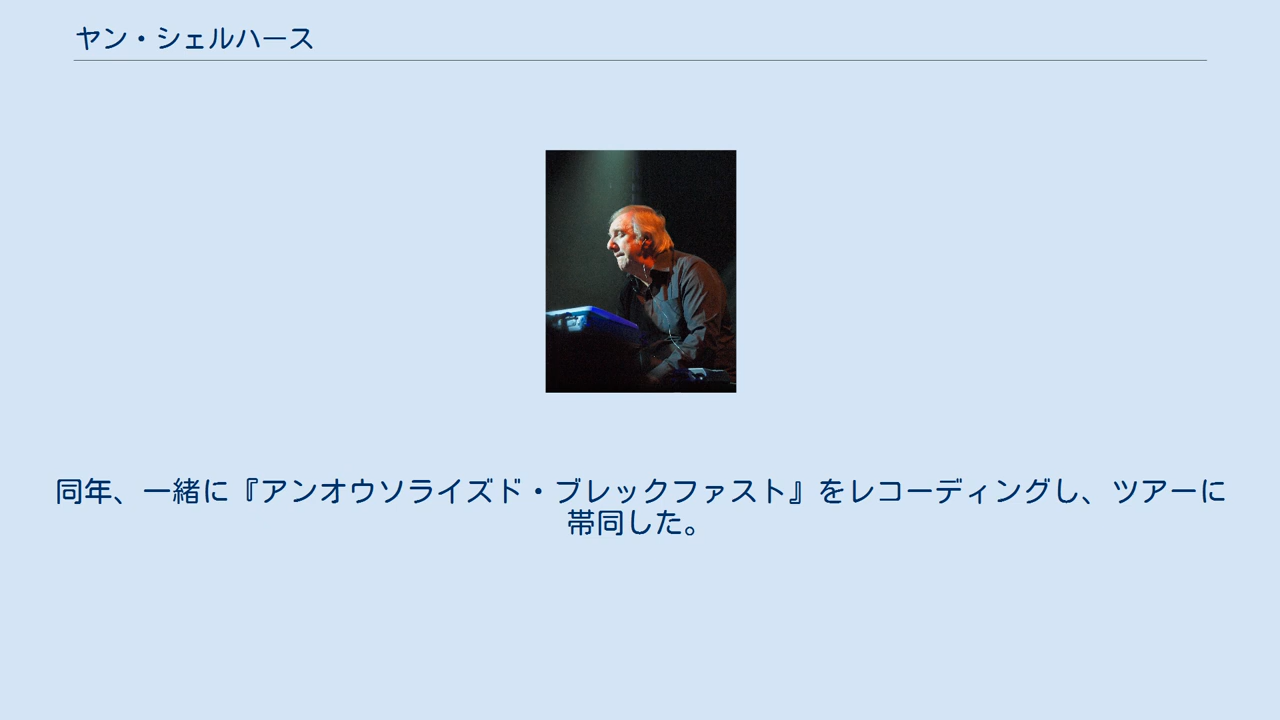 ヤン・シェルハース
同年、一緒に『アンオウソライズド・ブレックファスト』をレコーディングし、ツアーに
帯同した。